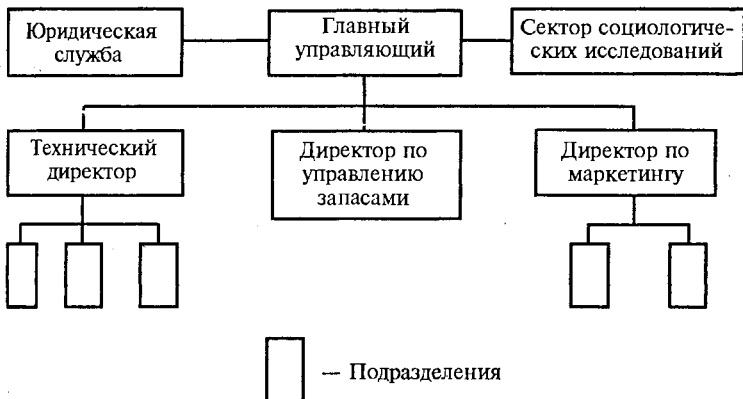 Юридическая
служба
Главный
управляющий
Сектор социологиче-
ских исследований
Технический
директор
Директор по
управлению
запасами
Директор по
маркетингу
— Подразделения